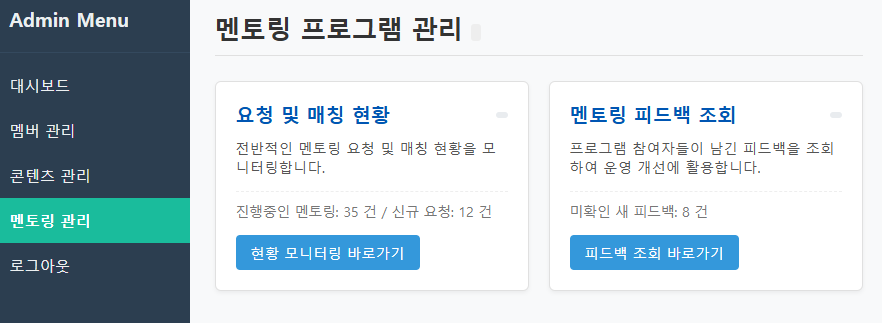 Admin Menu
대시보드
멤버 관리
콘텐츠 관리
멘토링 관리
로그아웃
멘토링 프로그램 관리
요청 및 매칭 현황
전반적인 멘토링 요청 및 매칭 현황을 모
니터링합니다.
진행중인 멘토링: 35 건 / 신규 요청: 12 건
현황 모니터링 바로가기
멘토링 피드백 조회
프로그램 참여자들이 남긴 피드백을 조회
하여 운영 개선에 활용합니다.
미확인 새 피드백: 8 건
피드백 조회 바로가기